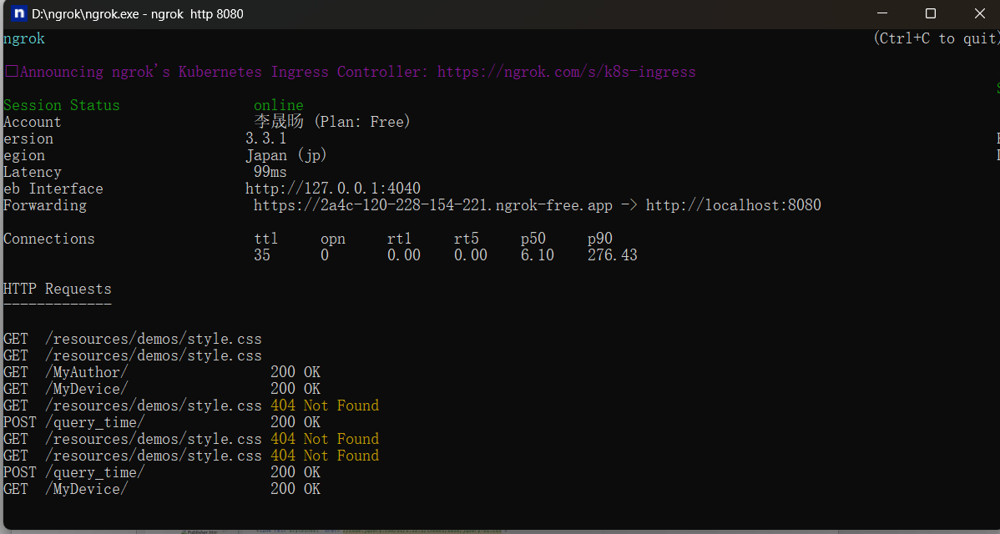 D:\ngrok\ngrok.exe - ngrok  http 8080
ngrok (Ctrl+C to quit)
□Announcing ngrok's Kubernetes Ingress Controller: https://ngrok.com/s/k8s-ingress
Session Status online
Account 李晟旸 (Plan: Free)
ersion 3.3.1
egion Japan (jp)
Latency 99ms
eb Interface http://127.0.0.1:4040
Forwarding https://2a4c-120-228-154-221.ngrok-free.app -> http://localhost:8080
Connections ttl opn rt1 rt5 p50 p90
35 0 0.00 0.00 6.10 276.43
HTTP Requests
-------------
GET /resources/demos/style.css
GET /resources/demos/style.css
GET /MyAuthor/ 200 OK
GET /MyDevice/ 200 OK
GET /resources/demos/style.css 404 Not Found
POST /query_time/ 200 OK
GET /resources/demos/style.css 404 Not Found
GET /resources/demos/style.css 404 Not Found
POST /query_time/ 200 OK
GET /MyDevice/ 200 OK